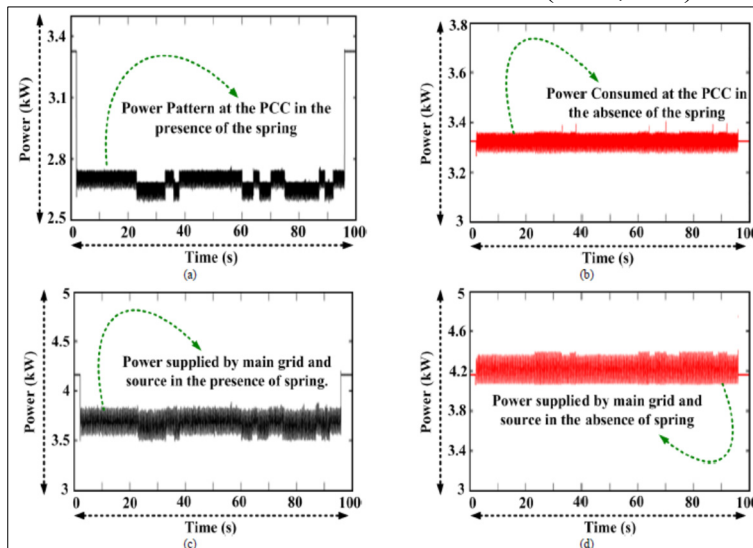 3.4
3.1
2.8
2.5
Power (kW)
Power Pattern at the PCC in the
presence of the spring
0 20 40 60 80 100
Time (s)
(a)
3.8
3.6
3.4
3.2
3
Power (kW)
Power Consumed at the PCC in
the absence of the spring
0 20 40 60 80 100
Time (s)
(b)
5
4.5
4
3.5
3
Power (kW)
Power supplied by main grid and
source in the presence of spring.
0 20 40 60 80 100
Time (s)
(c)
5
4.6
4.2
3.8
3.4
3
Power (kW)
Power supplied by main grid and
source in the absence of spring
0 20 40 60 80 100
Time (s)
(d)